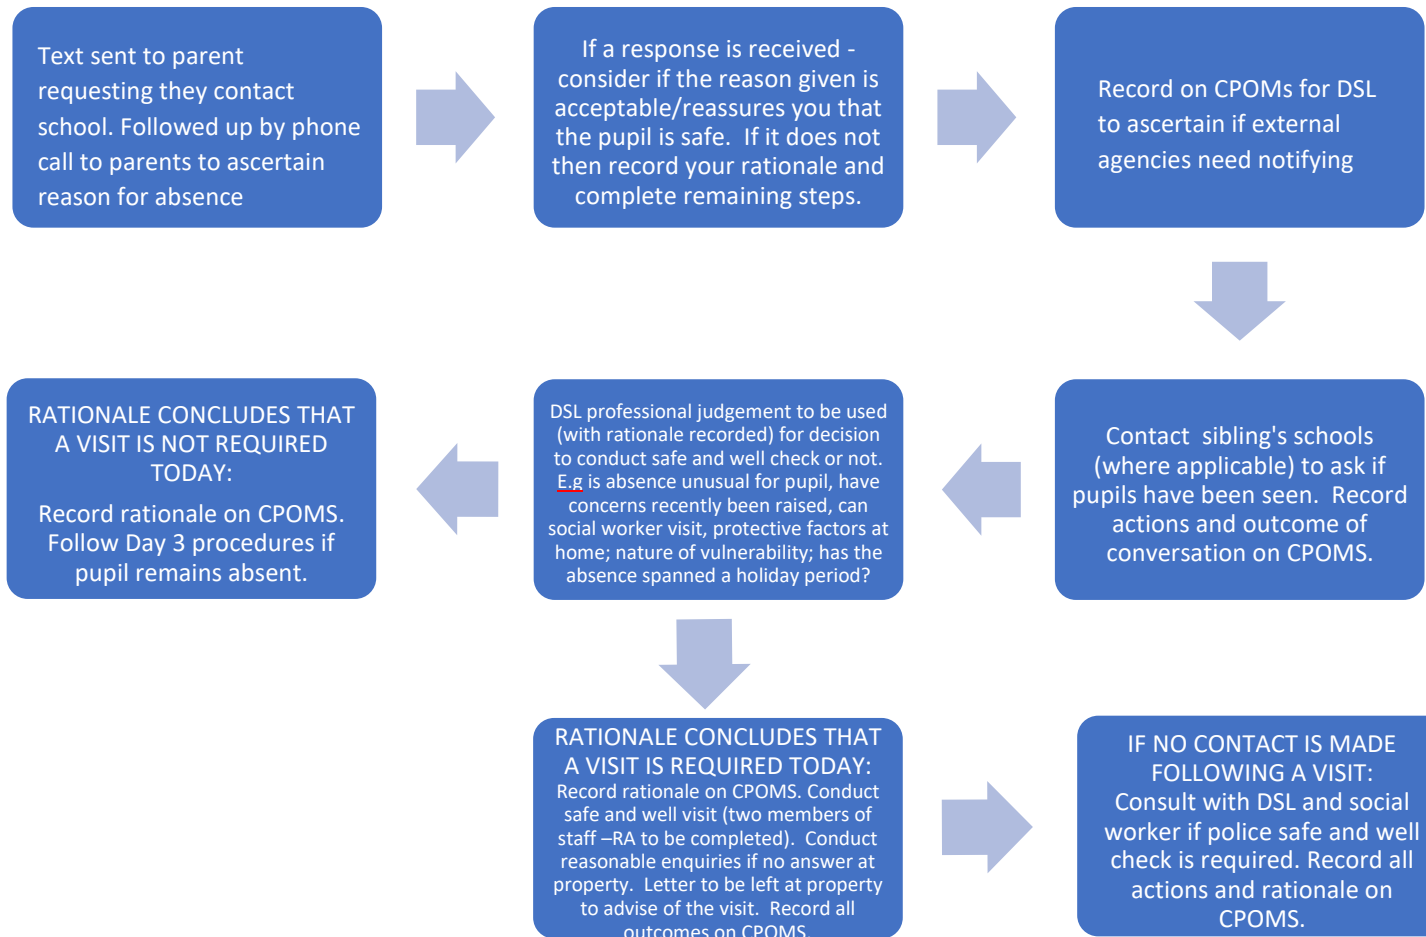 Text sent to parent
requesting they contact
school. Followed up by phone
call to parents to ascertain
reason for absence
If a response is received -
consider if the reason given is
acceptable/reassures you that
the pupil is safe.  If it does not
then record your rationale and
complete remaining steps.
Record on CPOMs for DSL
to ascertain if external
agencies need notifying
Contact  sibling's schools
(where applicable) to ask if
pupils have been seen.  Record
actions and outcome of
conversation on CPOMS.
DSL professional judgement to be used
(with rationale recorded) for decision
to conduct safe and well check or not.
E.g is absence unusual for pupil, have
concerns recently been raised, can
social worker visit, protective factors at
home; nature of vulnerability; has the
absence spanned a holiday period?
RATIONALE CONCLUDES THAT
A VISIT IS NOT REQUIRED
TODAY:
Record rationale on CPOMS.
Follow Day 3 procedures if
pupil remains absent.
RATIONALE CONCLUDES THAT
A VISIT IS REQUIRED TODAY:
Record rationale on CPOMS. Conduct
safe and well visit (two members of
staff –RA to be completed).  Conduct
reasonable enquiries if no answer at
property.  Letter to be left at property
to advise of the visit.  Record all
outcomes on CPOMS.
IF NO CONTACT IS MADE
FOLLOWING A VISIT:
Consult with DSL and social
worker if police safe and well
check is required. Record all
actions and rationale on
CPOMS.